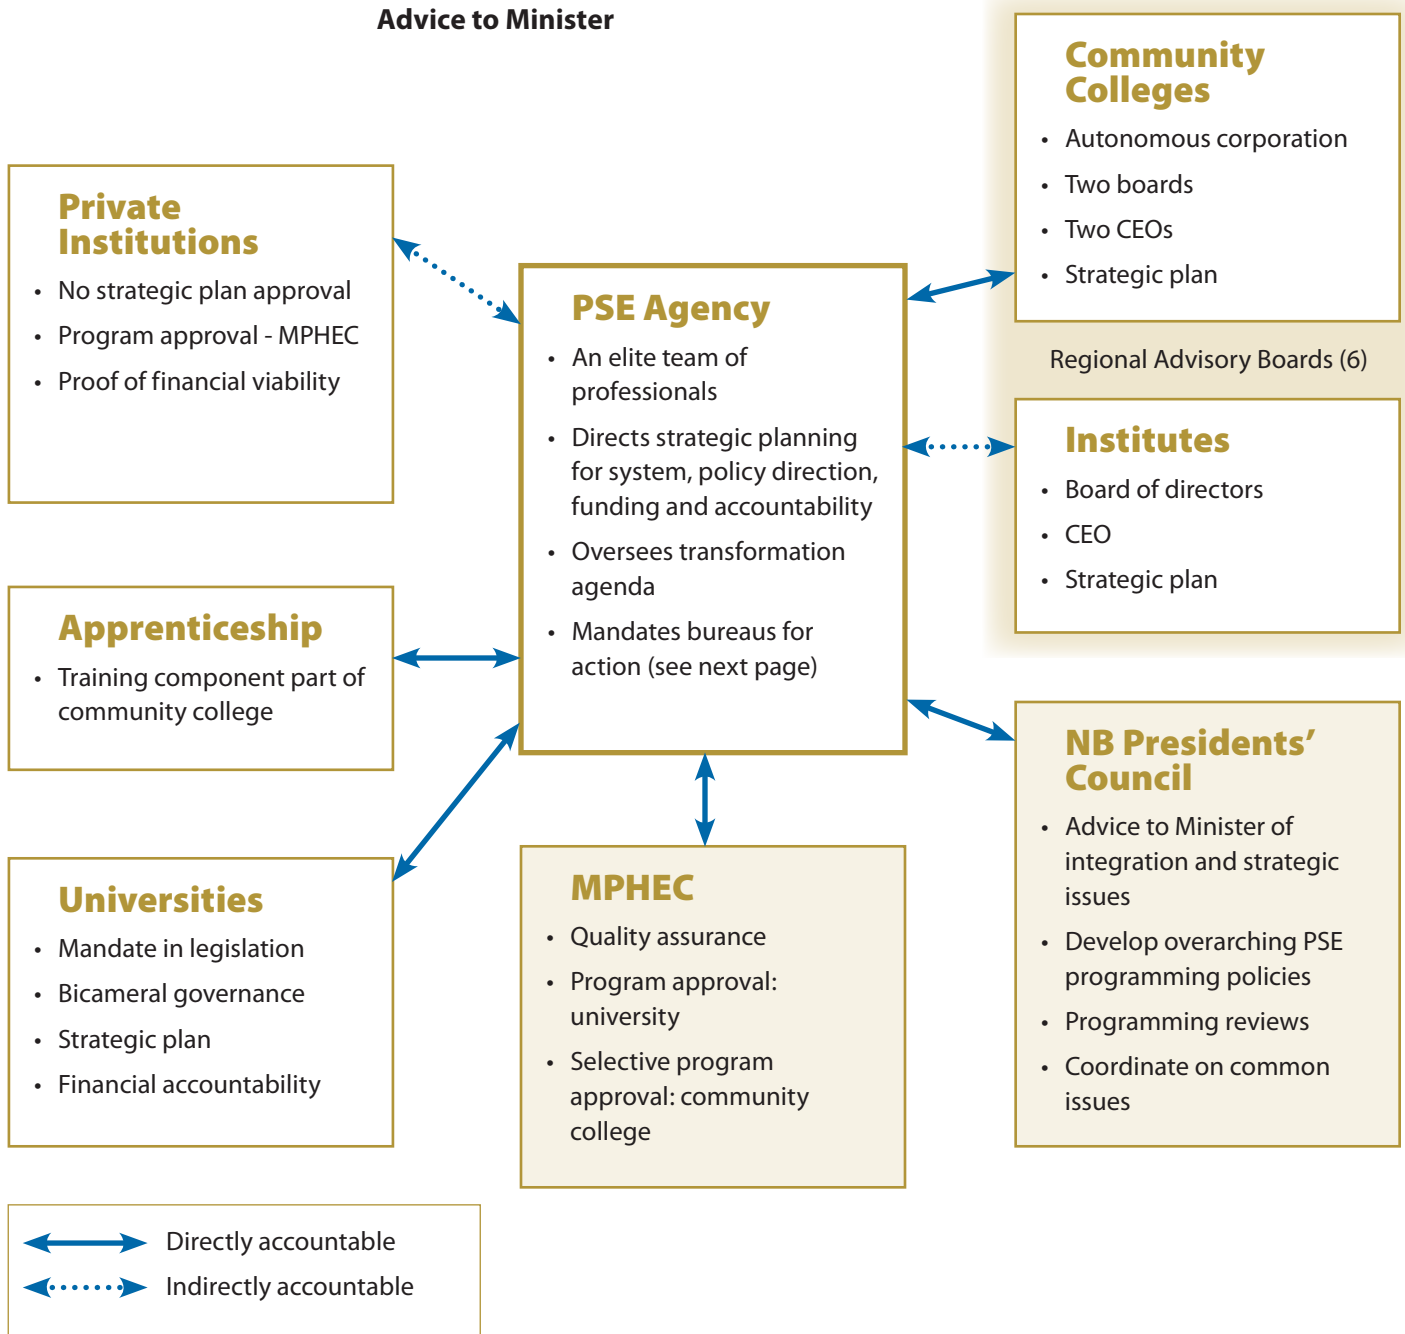 Advice to Minister
Private
Institutions
• No strategic plan approval
• Program approval - MPHEC
• Proof of financial viability
Apprenticeship
• Training component part of
community college
Universities
• Mandate in legislation
• Bicameral governance
• Strategic plan
• Financial accountability
PSE Agency
• An elite team of
professionals
• Directs strategic planning
for system, policy direction,
funding and accountability
• Oversees transformation
agenda
• Mandates bureaus for
action (see next page)
MPHEC
• Quality assurance
• Program approval:
university
• Selective program
approval: community
college
Community
Colleges
• Autonomous corporation
• Two boards
• Two CEOs
• Strategic plan
Regional Advisory Boards (6)
Institutes
• Board of directors
• CEO
• Strategic plan
NB Presidents’
Council
• Advice to Minister of
integration and strategic
issues
• Develop overarching PSE
programming policies
• Programming reviews
• Coordinate on common
issues
Directly accountable
Indirectly accountable